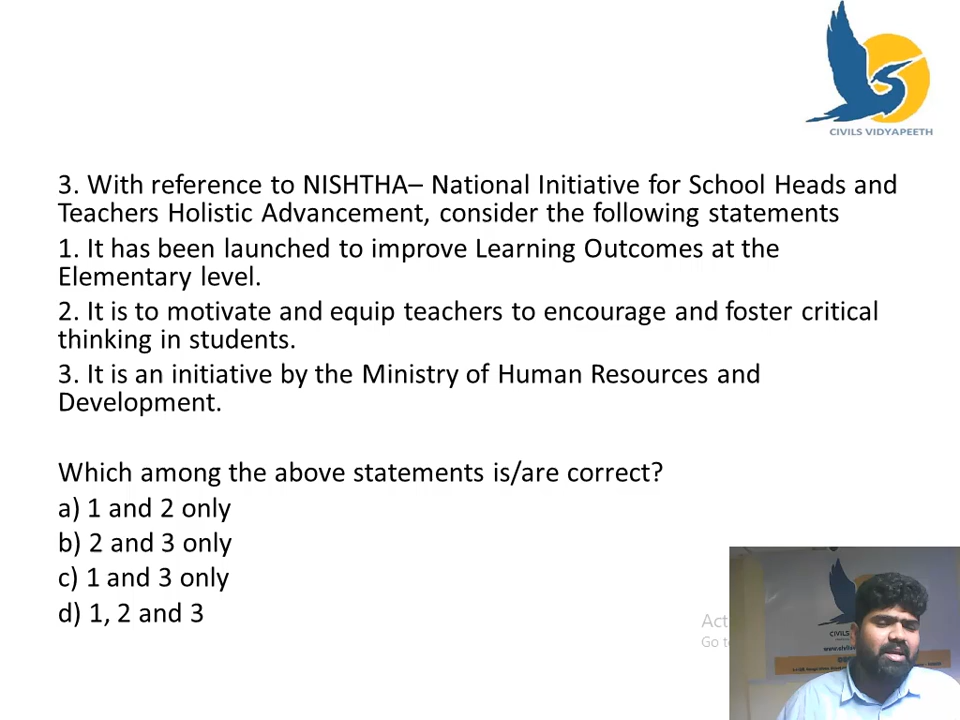 CIVILS VIDYAPEETH
3. With reference to NISHTHA– National Initiative for School Heads and
Teachers Holistic Advancement, consider the following statements
1. It has been launched to improve Learning Outcomes at the
Elementary level.
2. It is to motivate and equip teachers to encourage and foster critical
thinking in students.
3. It is an initiative by the Ministry of Human Resources and
Development.
Which among the above statements is/are correct?
a) 1 and 2 only
b) 2 and 3 only
c) 1 and 3 only
d) 1, 2 and 3
Act
Go to
CIVILS